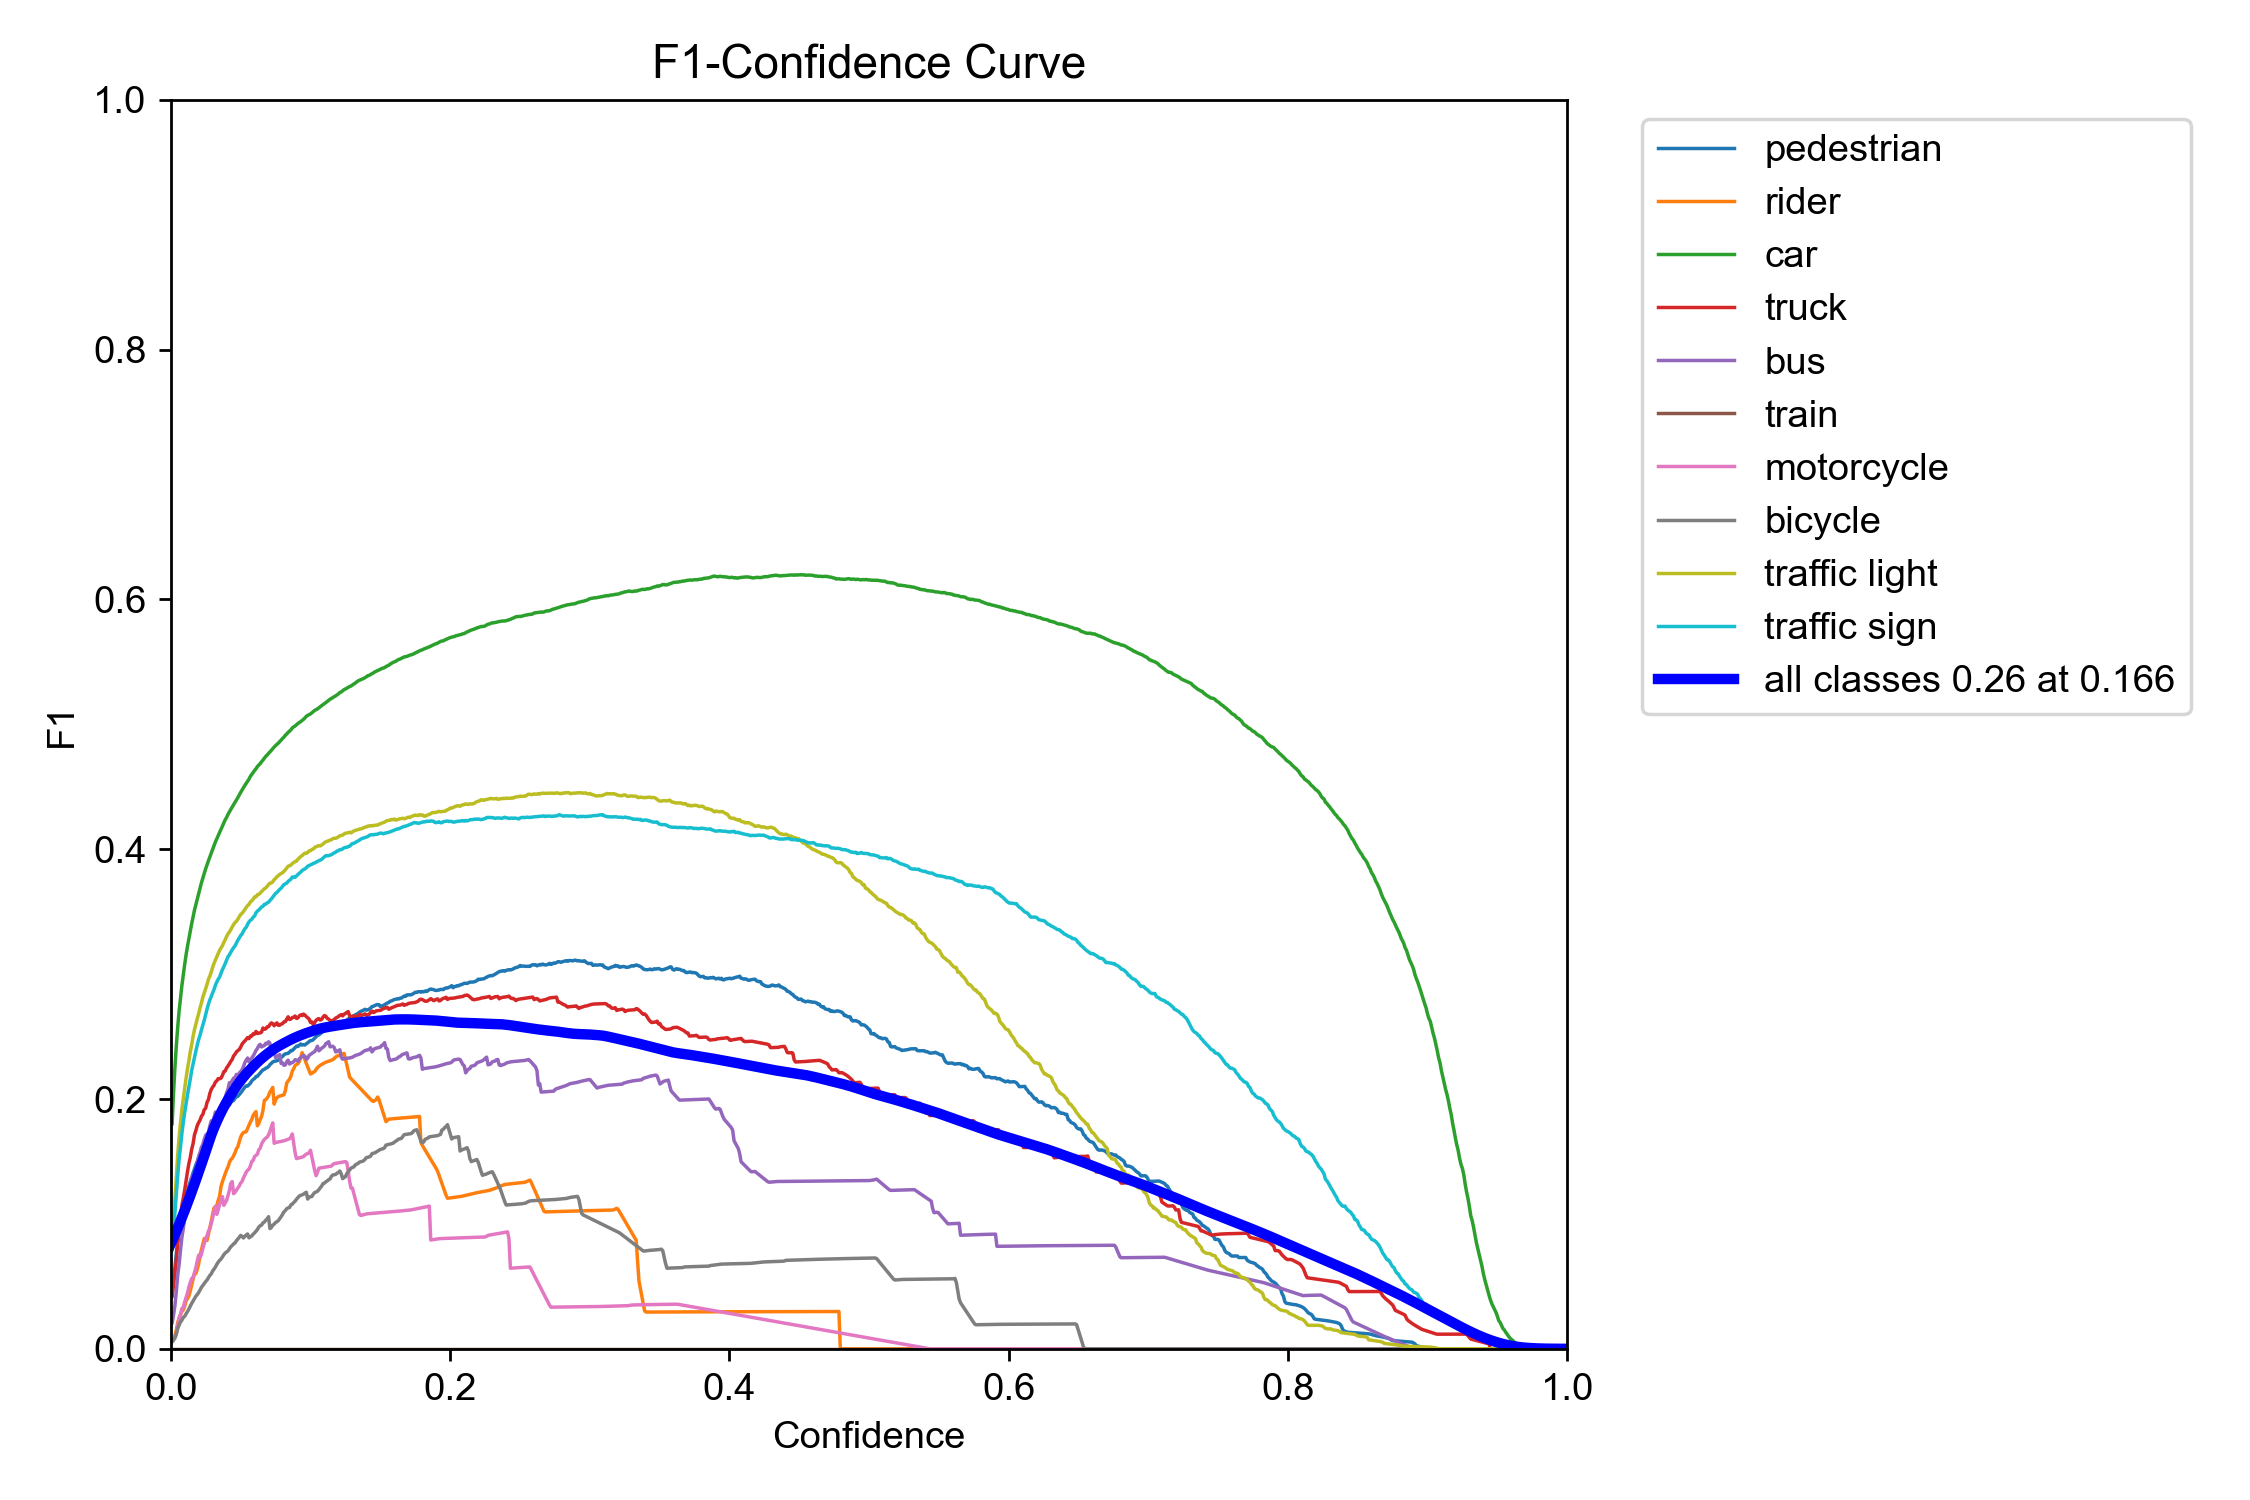 F1-Confidence Curve
1.0
0.8
0.6
0.4
0.2
0.0
F1
0.0 0.2 0.4 0.6 0.8 1.0
Confidence
pedestrian
rider
car
truck
bus
train
motorcycle
bicycle
traffic light
traffic sign
all classes 0.26 at 0.166